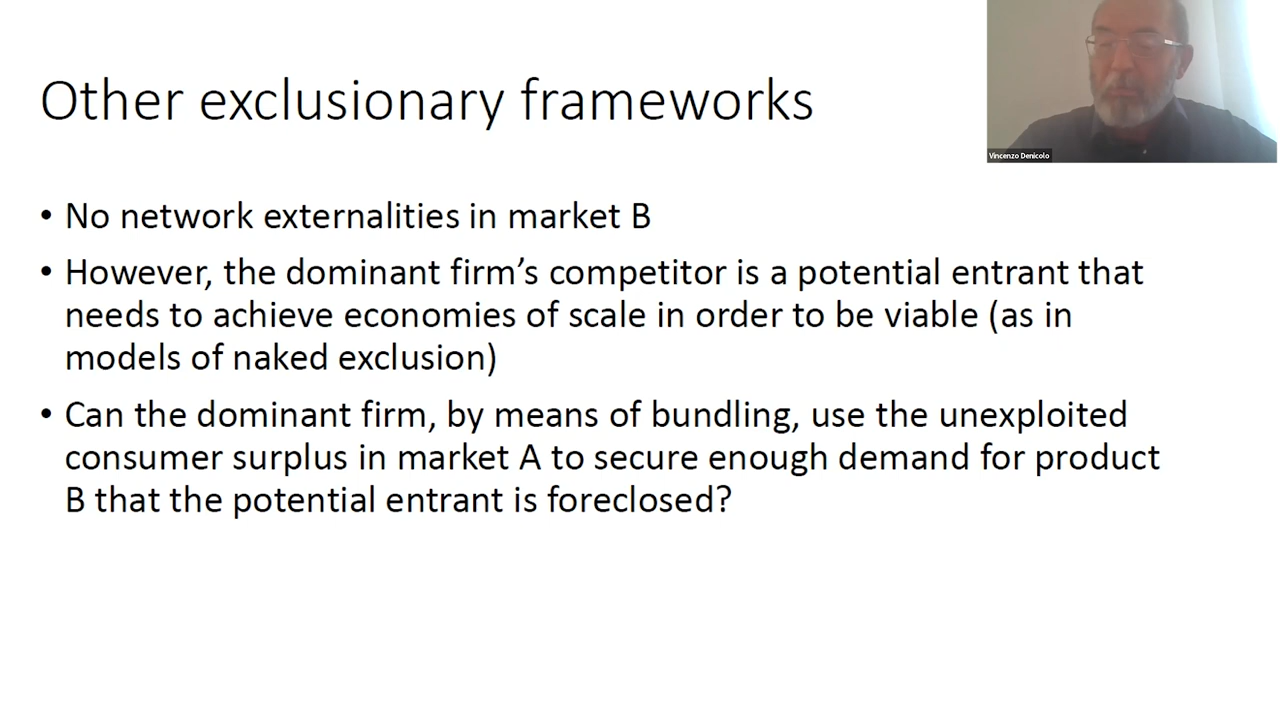 Other exclusionary frameworks
Vincenzo Denicolo
• No network externalities in market B
• However, the dominant firm’s competitor is a potential entrant that
needs to achieve economies of scale in order to be viable (as in
models of naked exclusion)
• Can the dominant firm, by means of bundling, use the unexploited
consumer surplus in market A to secure enough demand for product
B that the potential entrant is foreclosed?